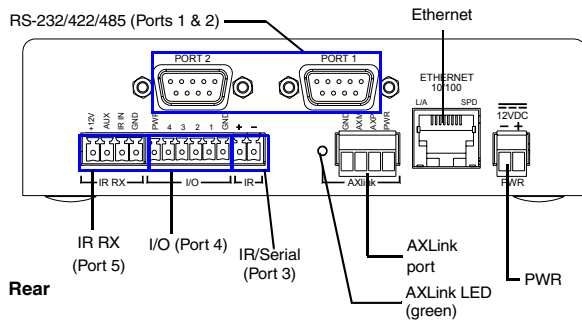 RS-232/422/485 (Ports 1 & 2)
Ethernet
PORT 2
PORT 1
ETHERNET
10/100
L/A
SPD
12VDC
+12V
AUX
IR IN
GND
PWR
4
3
2
1
GND
+
−
GND
AXM
AXP
PWR
− +
IR RX
I/O
IR
AXlink
PWR
IR RX
(Port 5)
I/O (Port 4)
IR/Serial
(Port 3)
AXLink
port
PWR
AXLink LED
(green)
Rear